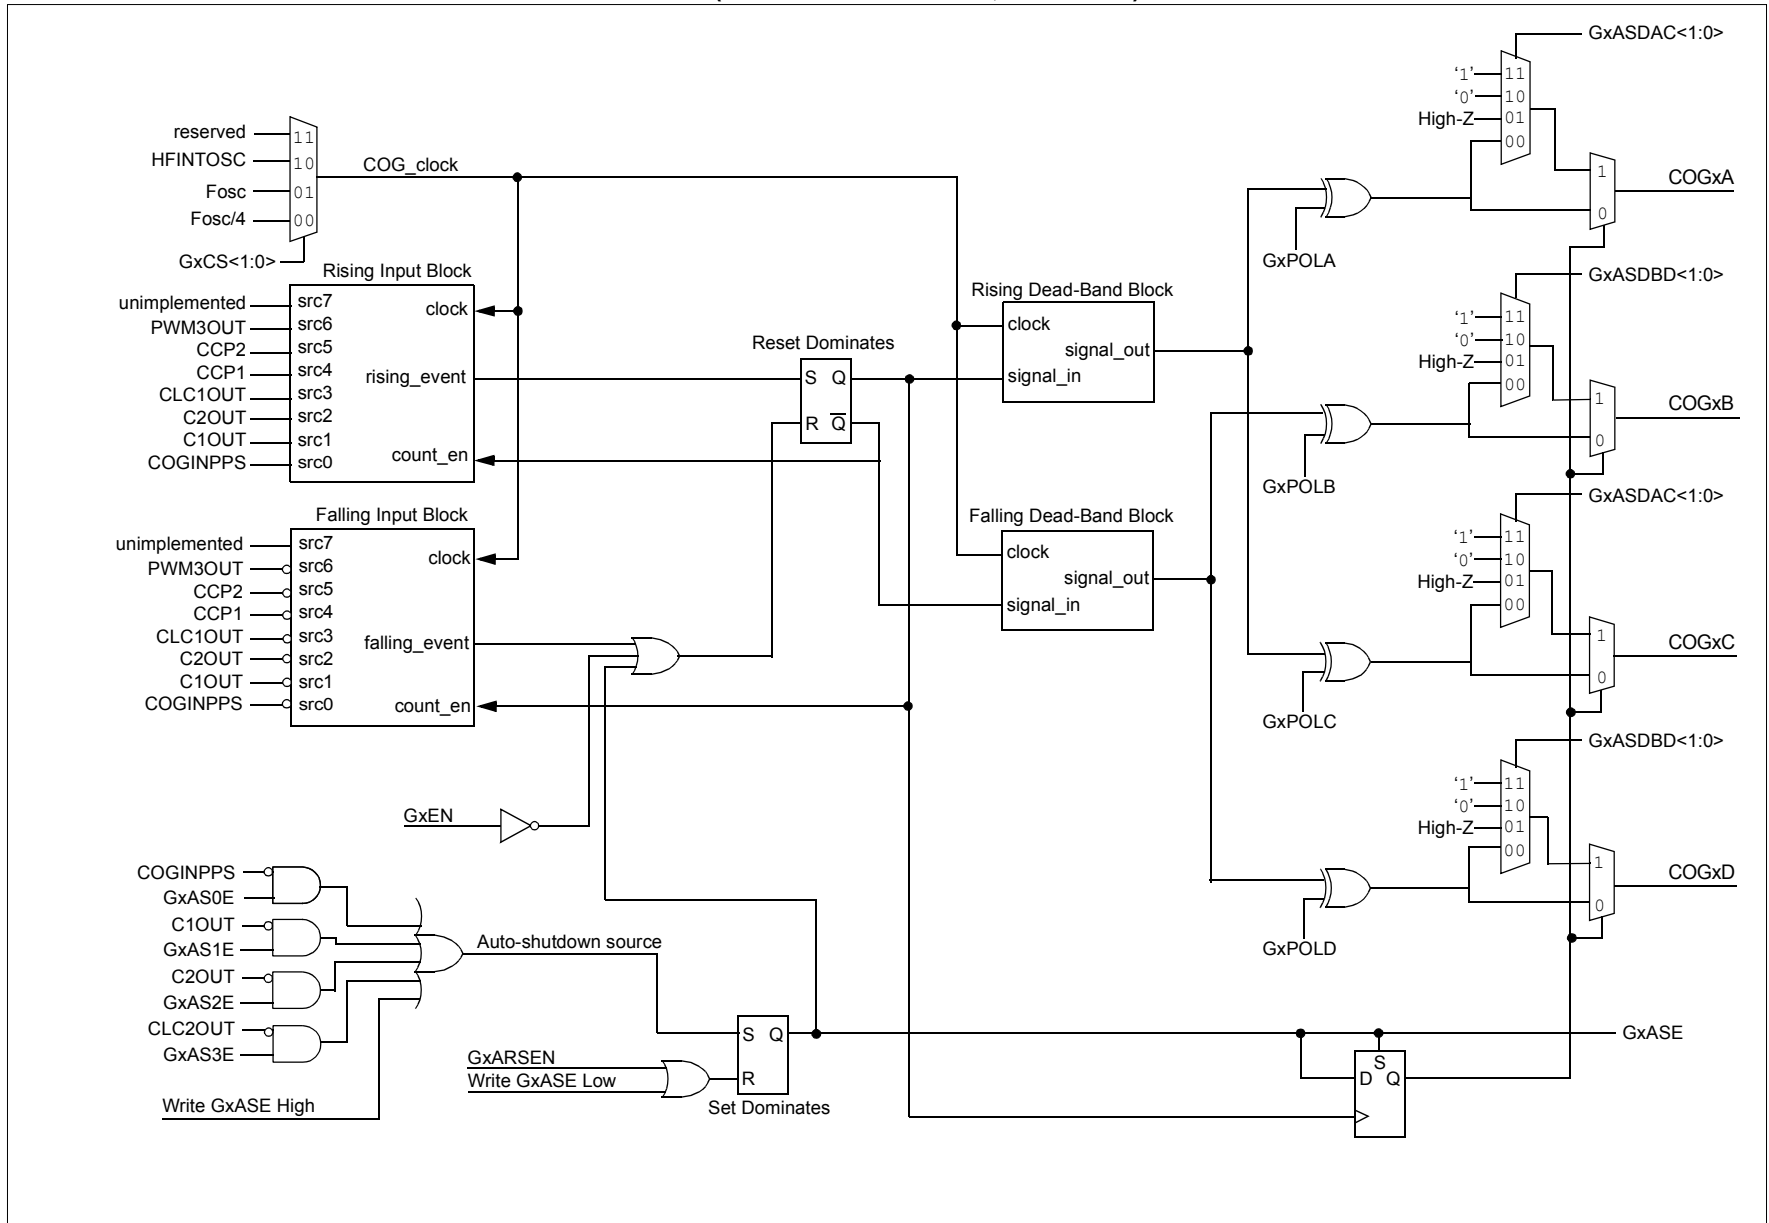 GxASDAC<1:0>
'1'
11
'0'
10
High-Z
01
00
1
COGxA
0
GxPOLA
reserved
11
HFINTOSC
10
COG_clock
Fosc
01
Fosc/4
00
GxCS<1:0>
Rising Input Block
unimplemented
src7
clock
PWM3OUT
src6
CCP2
src5
CCP1
src4
rising_event
CLC1OUT
src3
C2OUT
src2
C1OUT
src1
count_en
COGINPPS
src0
Reset Dominates
S Q
R Q
Rising Dead-Band Block
clock
signal_out
signal_in
GxASDBD<1:0>
'1'
11
'0'
10
High-Z
01
00
1
COGxB
0
GxPOLB
Falling Input Block
unimplemented
src7
clock
PWM3OUT
src6
CCP2
src5
CCP1
src4
CLC1OUT
src3
falling_event
C2OUT
src2
C1OUT
src1
COGINPPS
src0
count_en
Falling Dead-Band Block
clock
signal_out
signal_in
GxASDAC<1:0>
'1'
11
'0'
10
High-Z
01
00
1
COGxC
0
GxPOLC
GxASDBD<1:0>
'1'
11
'0'
10
High-Z
01
00
1
COGxD
0
GxPOLD
GxEN
COGINPPS
GxAS0E
C1OUT
GxAS1E
C2OUT
GxAS2E
CLC2OUT
GxAS3E
Auto-shutdown source
Write GxASE High
GxARSEN
Write GxASE Low
S Q
R
Set Dominates
GxASE
S
D Q